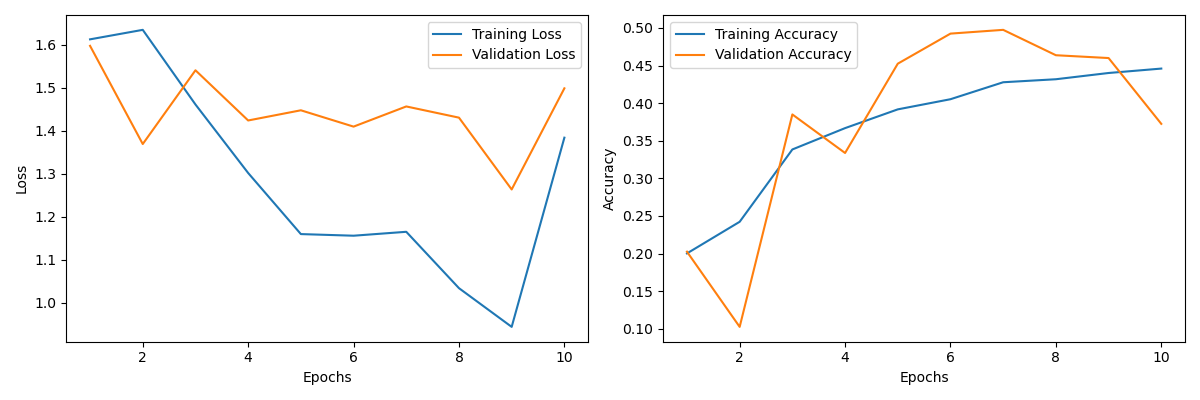 Training Loss
Validation Loss
1.6
1.5
1.4
1.3
1.2
1.1
1.0
Loss
2 4 6 8 10
Epochs
Training Accuracy
Validation Accuracy
0.50
0.45
0.40
0.35
0.30
0.25
0.20
0.15
0.10
Accuracy
2 4 6 8 10
Epochs